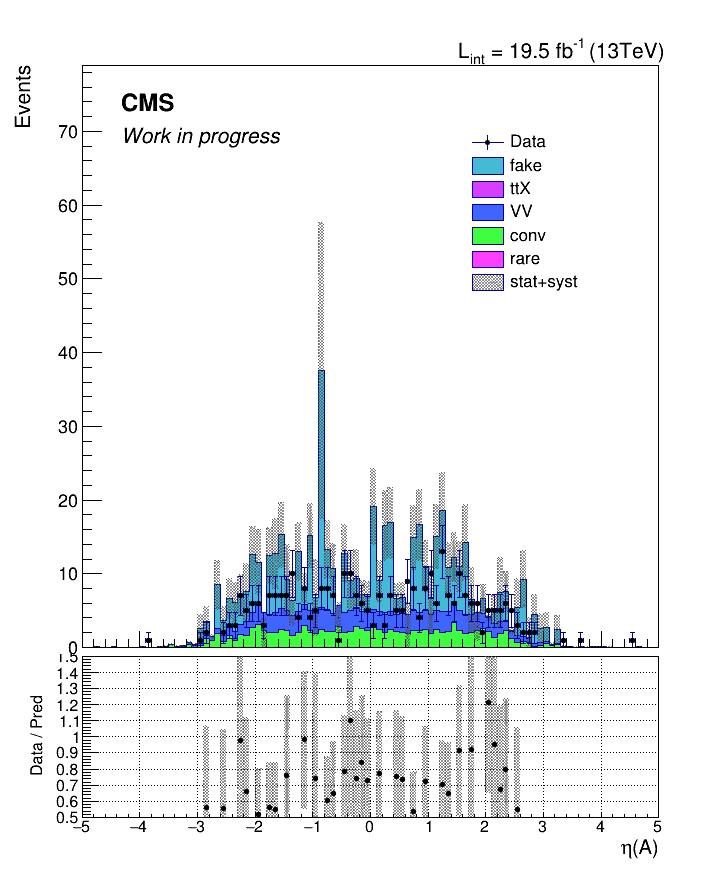 L_int = 19.5 fb^-1 (13TeV)
Events
CMS
Work in progress
Data
fake
ttX
VV
conv
rare
stat+syst
70
60
50
40
30
20
10
0
Data / Pred
1.5
1.4
1.3
1.2
1.1
1
0.9
0.8
0.7
0.6
0.5
−5 −4 −3 −2 −1 0 1 2 3 4 5
η(A)